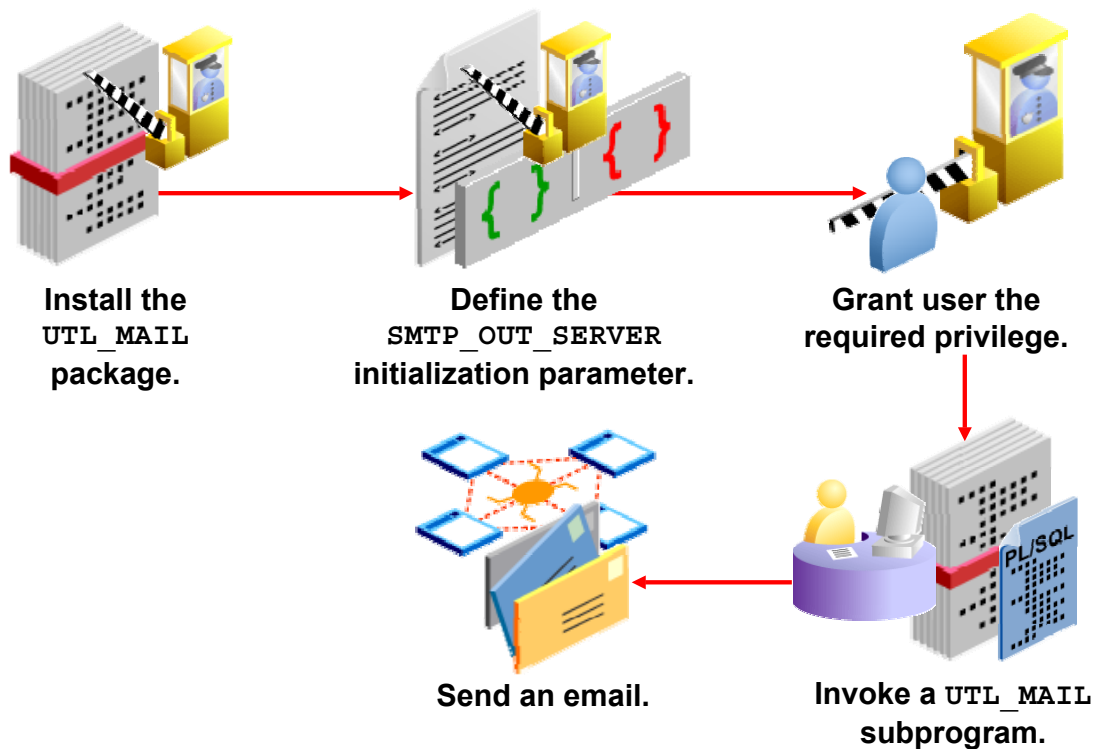 Install the
UTL_MAIL
package.
Define the
SMTP_OUT_SERVER
initialization parameter.
Grant user the
required privilege.
{ } { }
PL/SQL
Send an email.
Invoke a UTL_MAIL
subprogram.